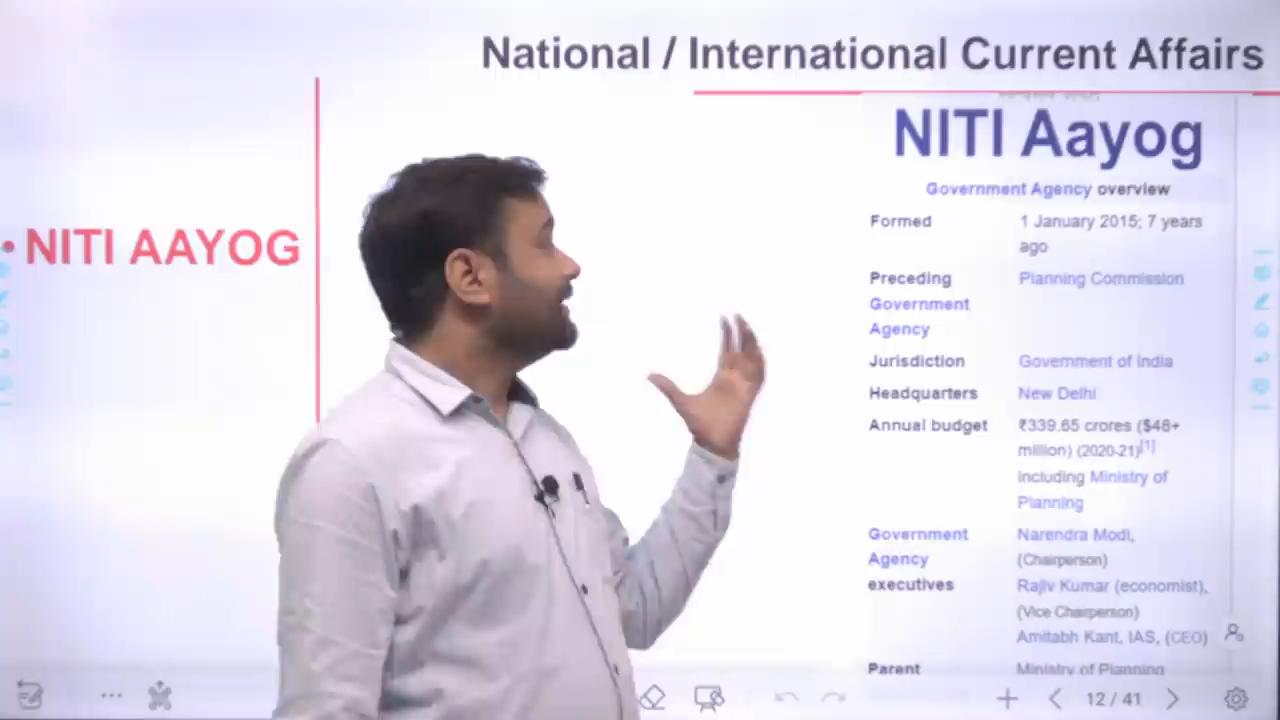 National / International Current Affairs
• NITI AAYOG
NITI Aayog
Government Agency overview
Formed 1 January 2015; 7 years
ago
Preceding Planning Commission
Government
Agency
Jurisdiction Government of India
Headquarters New Delhi
Annual budget ₹339.65 crores ($48+
million) (2020-21)[1]
including Ministry of
Planning
Government Narendra Modi,
Agency (Chairperson)
executives Rajiv Kumar (economist),
(Vice Chairperson)
Amitabh Kant, IAS, (CEO)
Parent Ministry of Planning
12 / 41